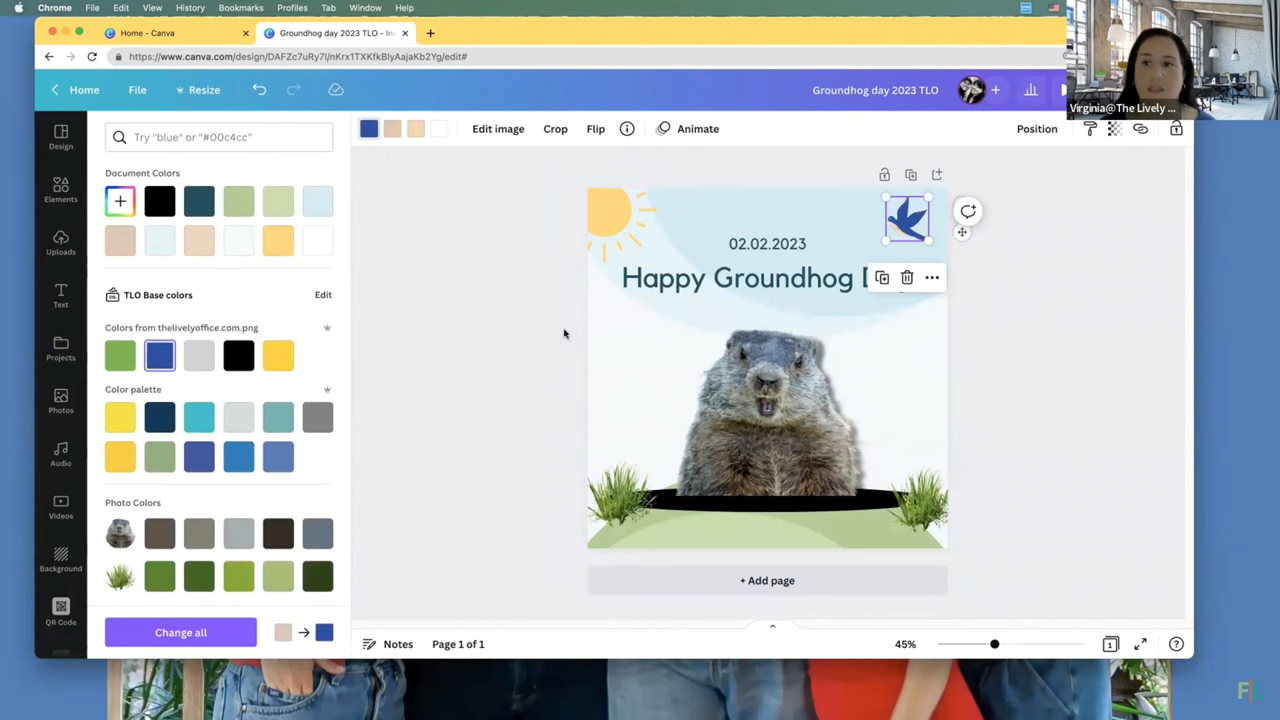 Chrome File Edit View History Bookmarks Profiles Tab Window Help
Home - Canva
Groundhog day 2023 TLO - In
https://www.canva.com/design/DAFZc7uRy7I/nKrx1TXKfkBlyAajaKb2Yg/edit#
Home File Resize
Groundhog day 2023 TLO
Virginia@The Lively ...
Try "blue" or "#00c4cc"
Edit image Crop Flip Animate Position
Design
Elements
Uploads
Text
Projects
Photos
Audio
Videos
Background
QR Code
Document Colors
TLO Base colors Edit
Colors from thelivelyoffice.com.png
Color palette
Photo Colors
Change all
02.02.2023
Happy Groundhog D
+ Add page
Notes Page 1 of 1
45%
1
FL